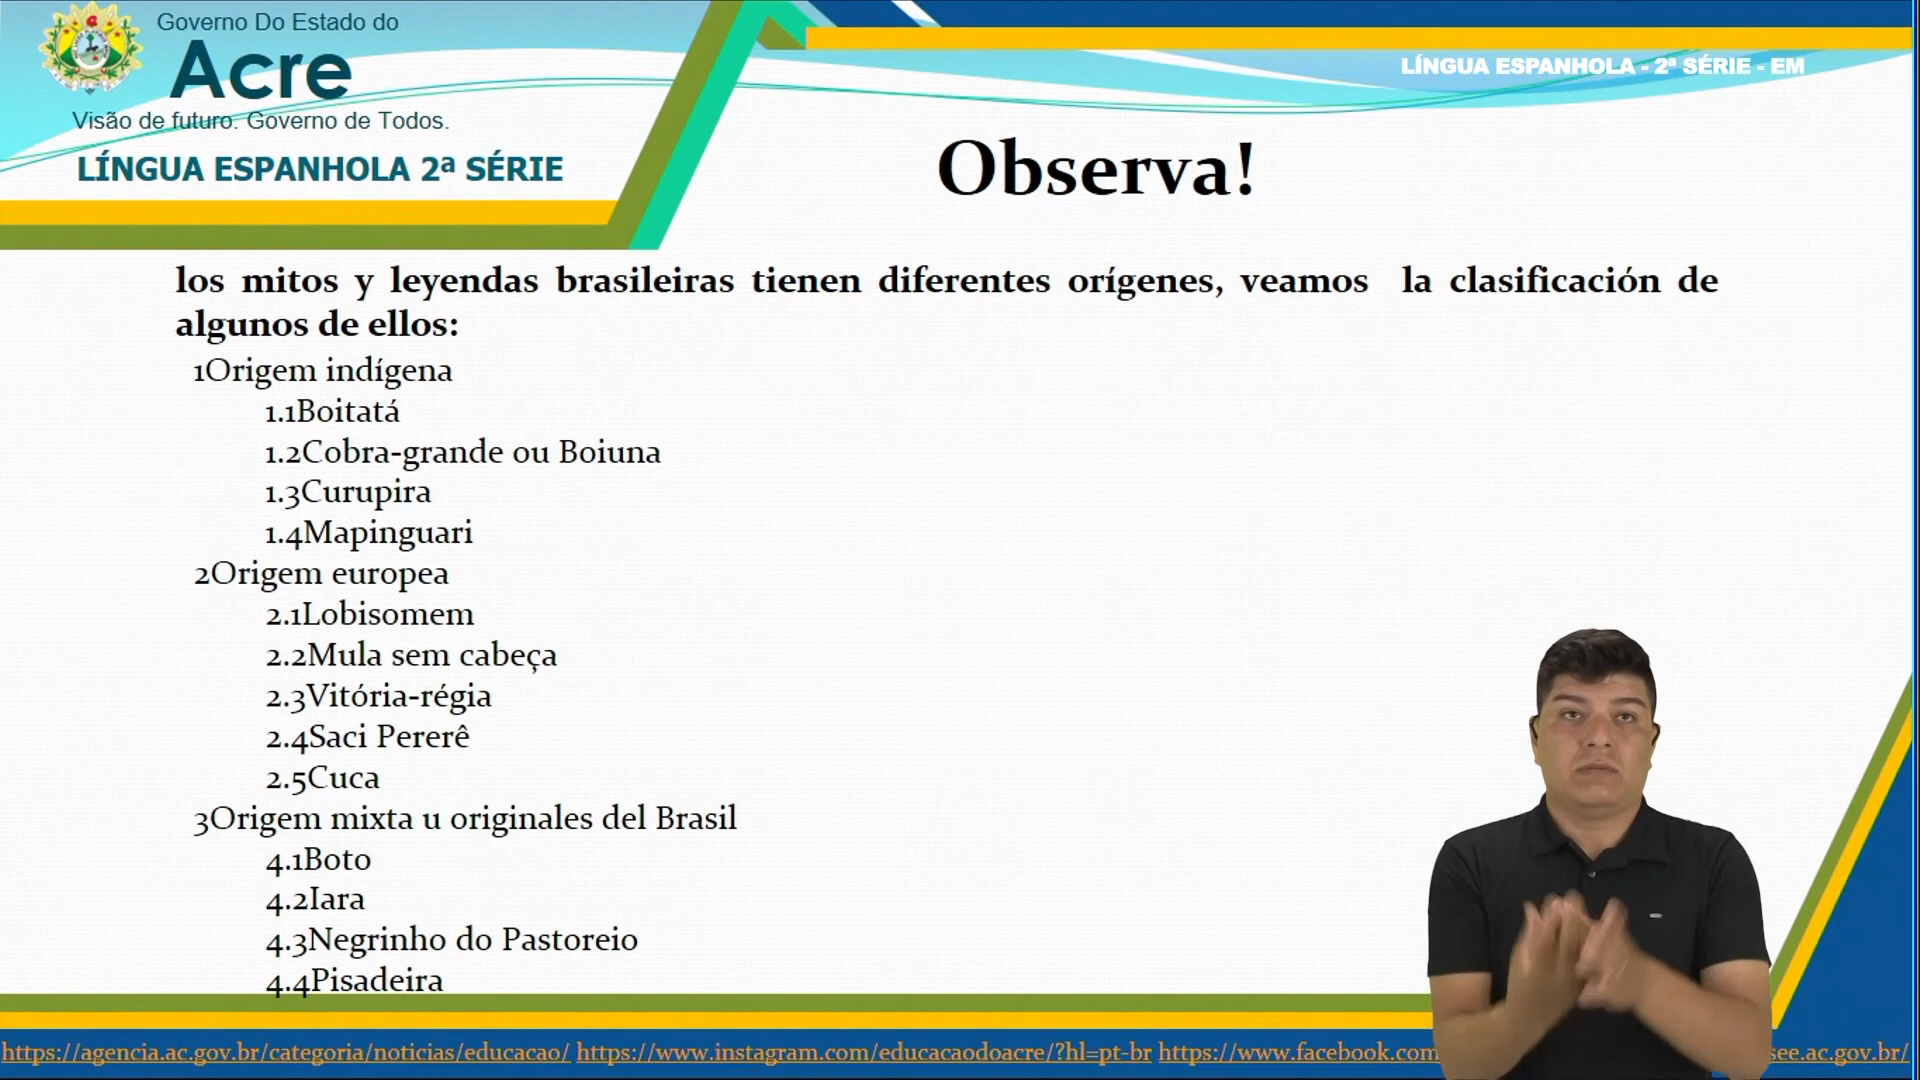 Governo Do Estado do
Acre
Visão de futuro. Governo de Todos.
LÍNGUA ESPANHOLA 2ª SÉRIE
LÍNGUA ESPANHOLA - 2ª SÉRIE - EM
Observa!
los mitos y leyendas brasileiras tienen diferentes orígenes, veamos la clasificación de
algunos de ellos:
1Origem indígena
1.1Boitatá
1.2Cobra-grande ou Boiuna
1.3Curupira
1.4Mapinguari
2Origem europea
2.1Lobisomem
2.2Mula sem cabeça
2.3Vitória-régia
2.4Saci Pererê
2.5Cuca
3Origem mixta u originales del Brasil
4.1Boto
4.2Iara
4.3Negrinho do Pastoreio
4.4Pisadeira
https://agencia.ac.gov.br/categoria/noticias/educacao/ https://www.instagram.com/educacaodoacre/?hl=pt-br https://www.facebook.com see.ac.gov.br/